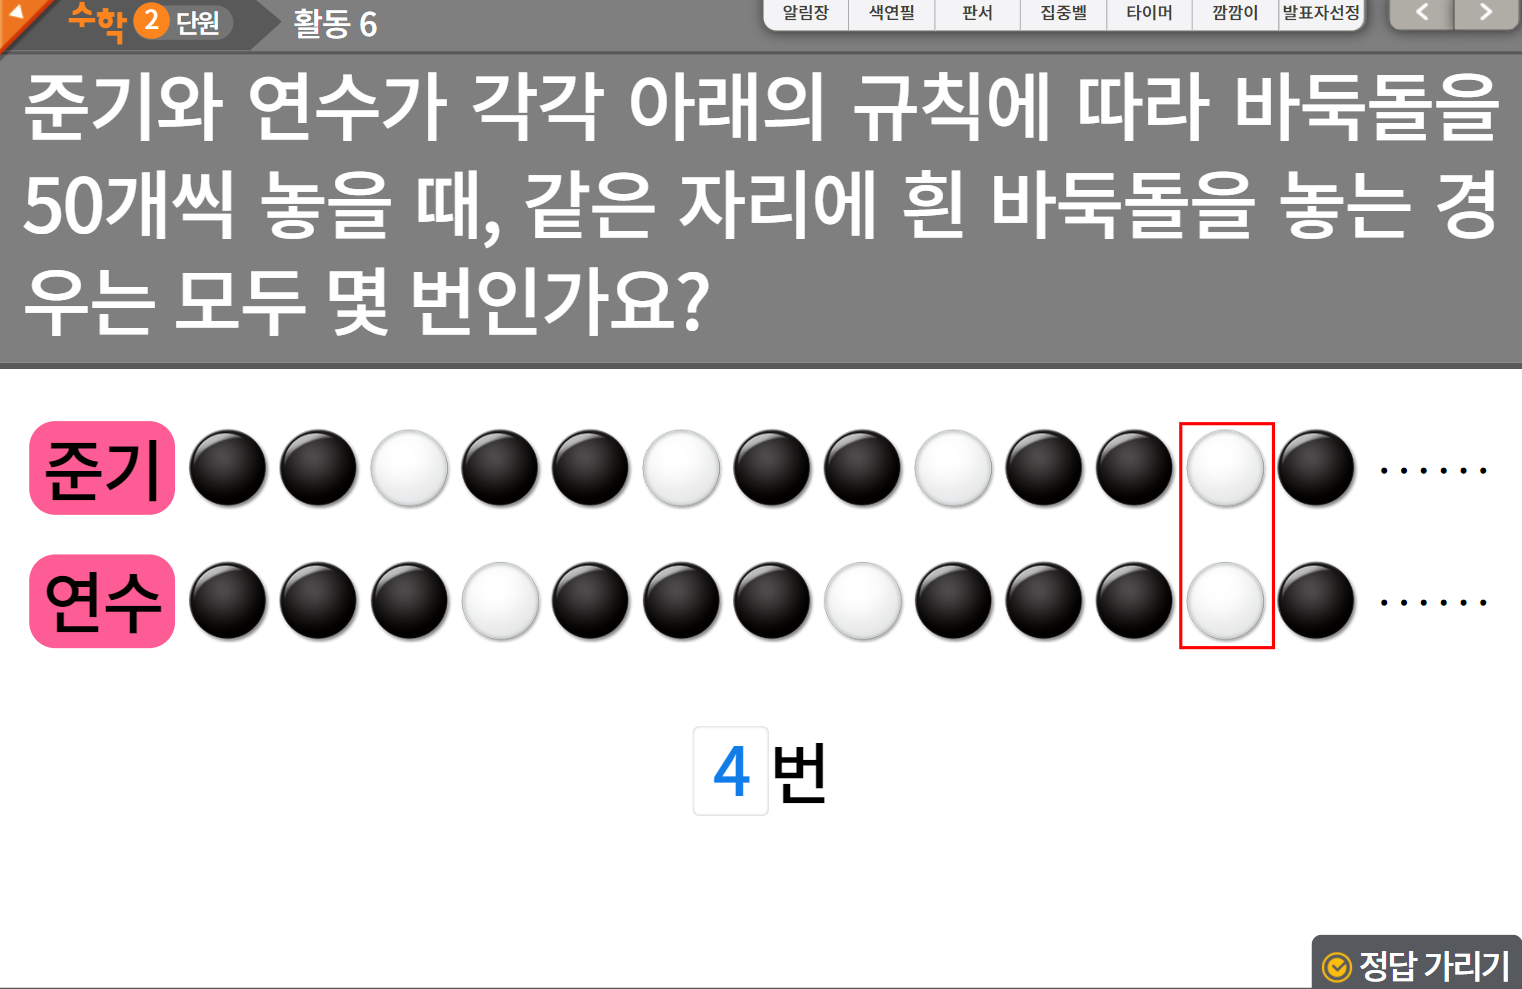 수학 2 단원 활동 6
알림장 색연필 판서 집중벨 타이머 깜깜이 발표자선정
준기와 연수가 각각 아래의 규칙에 따라 바둑돌을
50개씩 놓을 때, 같은 자리에 흰 바둑돌을 놓는 경
우는 모두 몇 번인가요?
준기 ······
연수 ······
4번
정답 가리기